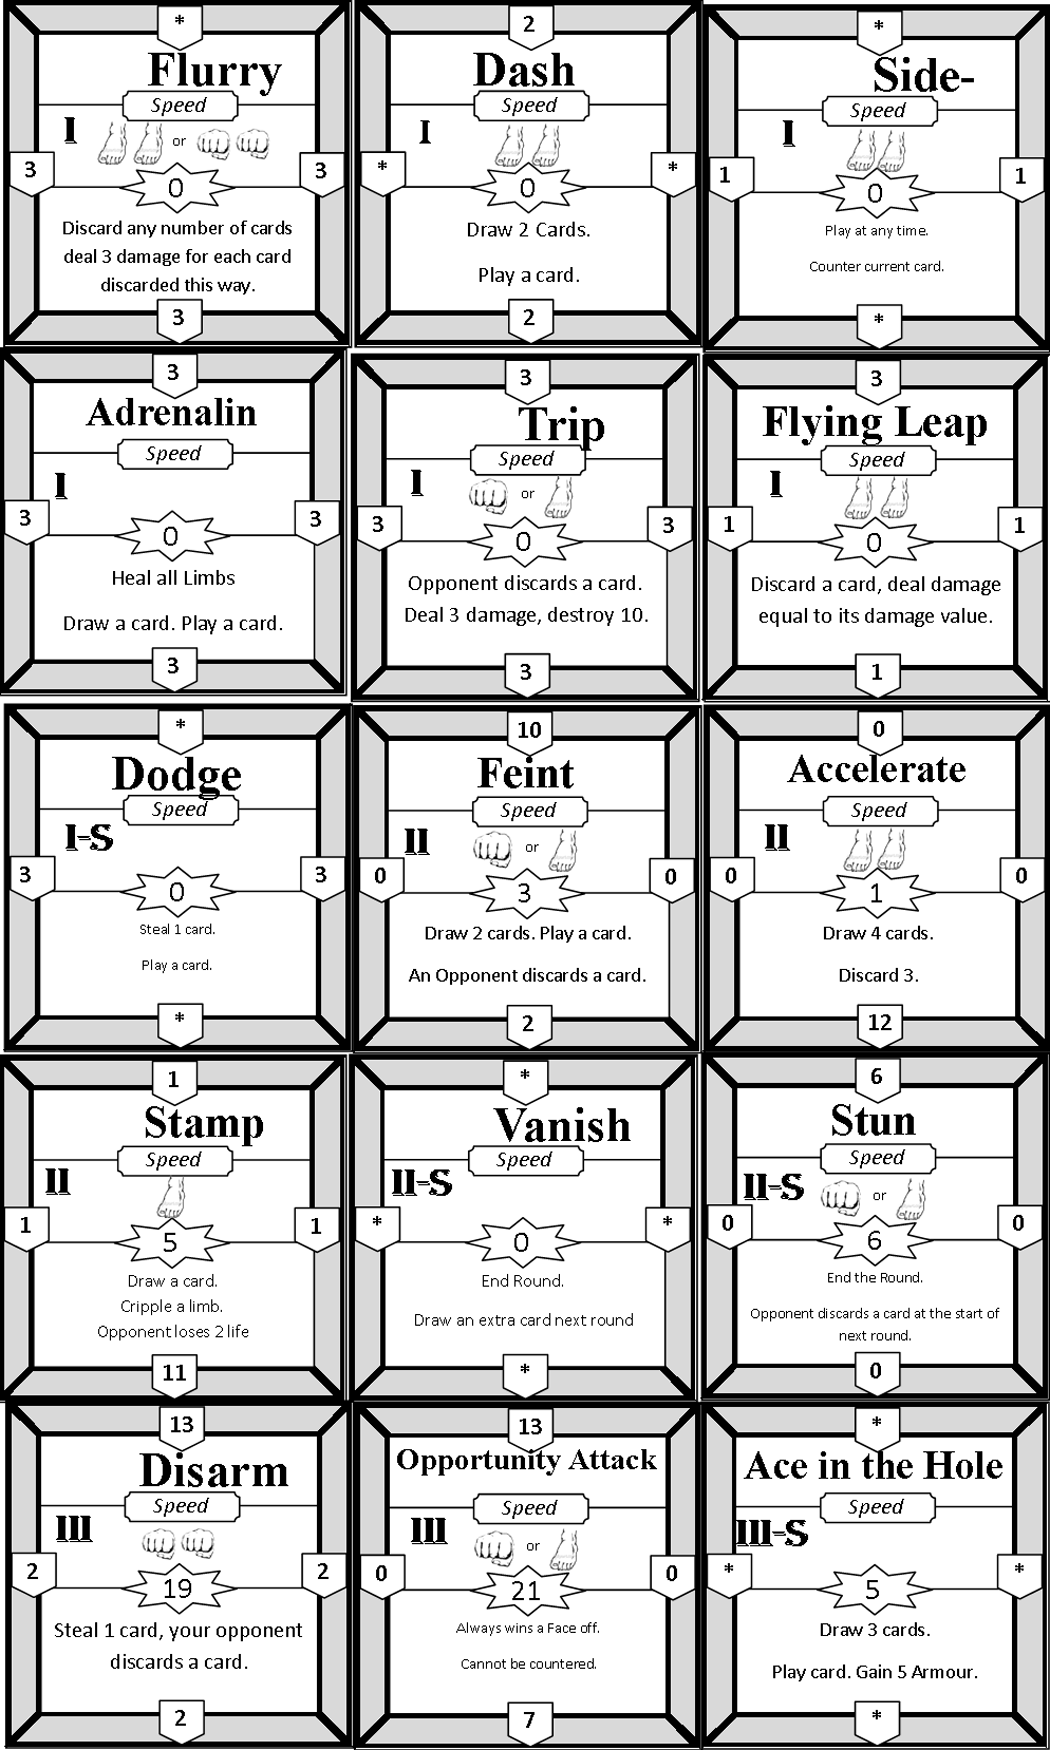 *
Flurry
Speed
I
or
3
0
3
Discard any number of cards
deal 3 damage for each card
discarded this way.
3
2
Dash
Speed
I
*
0
*
Draw 2 Cards.
Play a card.
2
*
Side-
Speed
I
1
0
1
Play at any time.
Counter current card.
*
3
Adrenalin
Speed
I
3
0
3
Heal all Limbs
Draw a card. Play a card.
3
3
Trip
Speed
I
or
3
0
3
Opponent discards a card.
Deal 3 damage, destroy 10.
3
3
Flying Leap
Speed
I
1
0
1
Discard a card, deal damage
equal to its damage value.
1
*
Dodge
Speed
I-S
3
0
3
Steal 1 card.
Play a card.
*
10
Feint
Speed
II
or
0
3
0
Draw 2 cards. Play a card.
An Opponent discards a card.
2
0
Accelerate
Speed
II
0
1
0
Draw 4 cards.
Discard 3.
12
1
Stamp
Speed
II
1
5
1
Draw a card.
Cripple a limb.
Opponent loses 2 life
11
*
Vanish
Speed
II-S
*
0
*
End Round.
Draw an extra card next round
*
6
Stun
Speed
II-S
or
0
6
0
End the Round.
Opponent discards a card at the start of
next round.
0
13
Disarm
Speed
III
2
19
2
Steal 1 card, your opponent
discards a card.
2
13
Opportunity Attack
Speed
III
or
0
21
0
Always wins a Face off.
Cannot be countered.
7
*
Ace in the Hole
Speed
III-S
*
5
*
Draw 3 cards.
Play card. Gain 5 Armour.
*